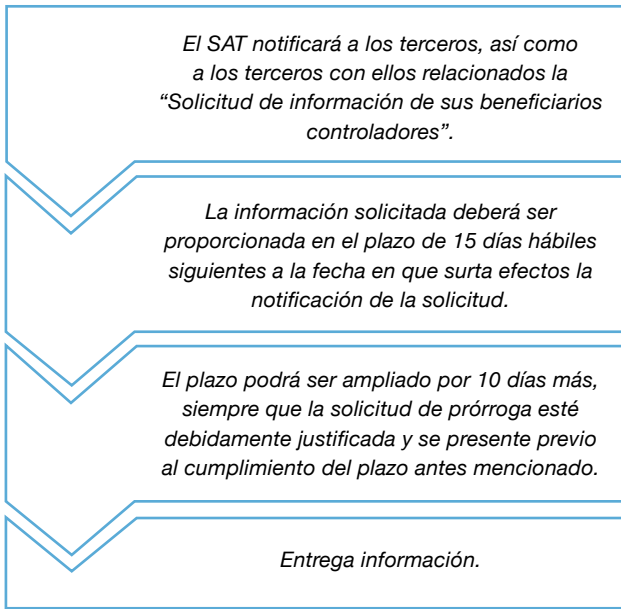 El SAT notificará a los terceros, así como
a los terceros con ellos relacionados la
“Solicitud de información de sus beneficiarios
controladores”.
La información solicitada deberá ser
proporcionada en el plazo de 15 días hábiles
siguientes a la fecha en que surta efectos la
notificación de la solicitud.
El plazo podrá ser ampliado por 10 días más,
siempre que la solicitud de prórroga esté
debidamente justificada y se presente previo
al cumplimiento del plazo antes mencionado.
Entrega información.